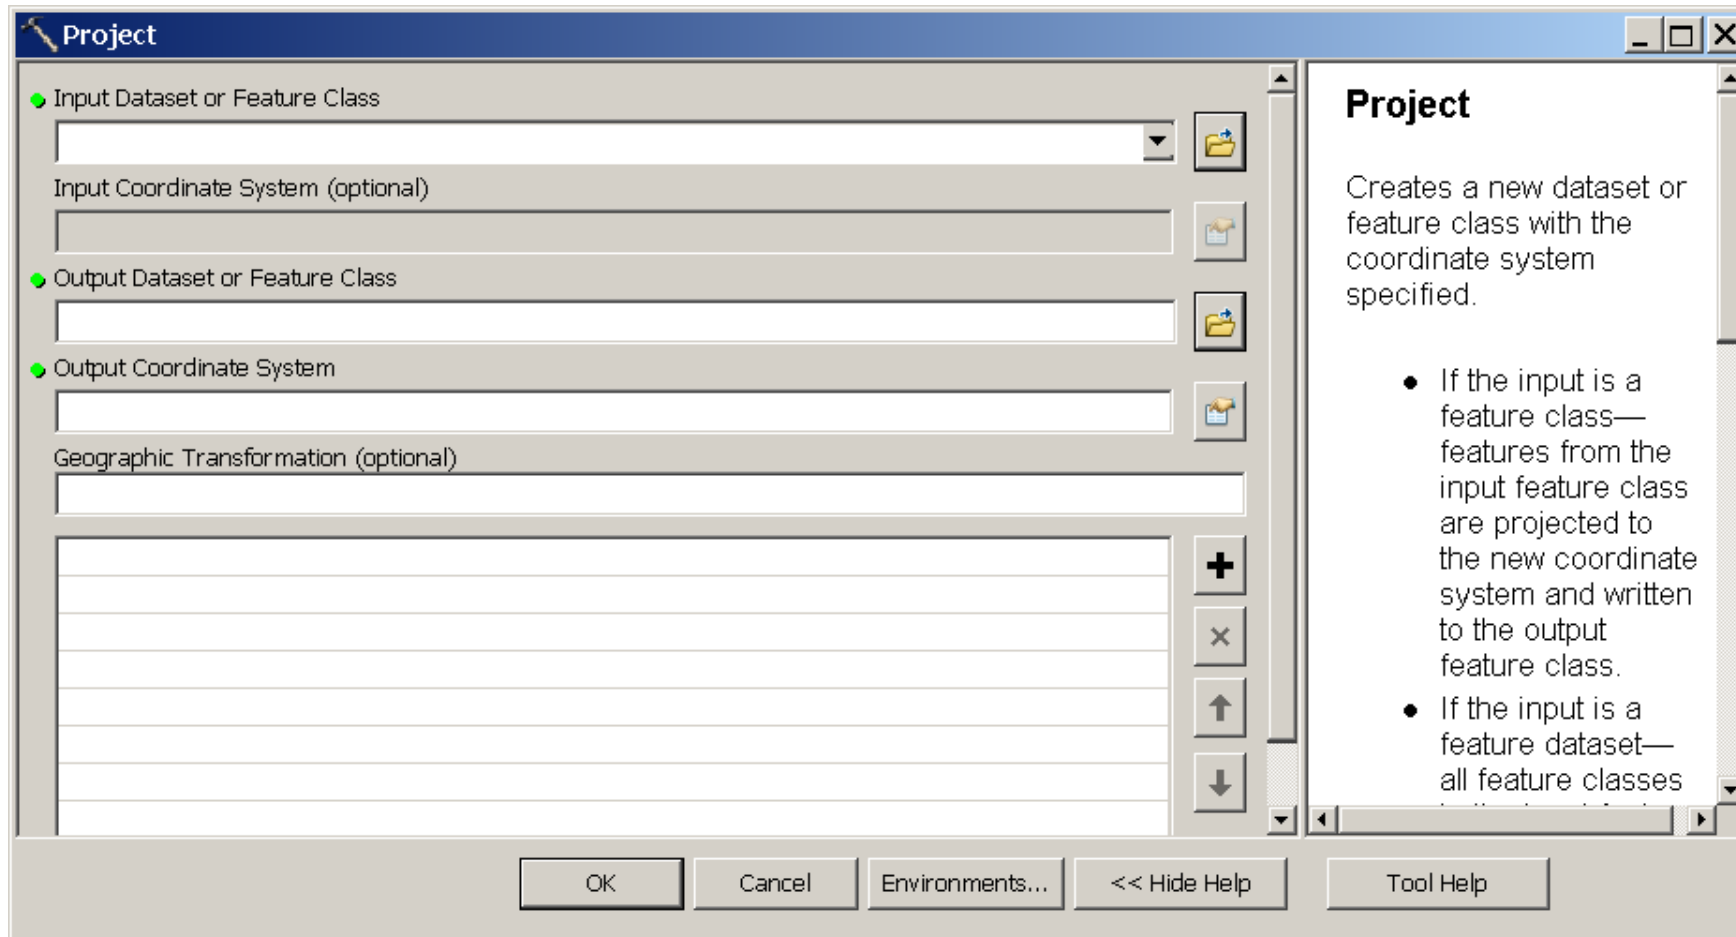 Project
Input Dataset or Feature Class
Input Coordinate System (optional)
Output Dataset or Feature Class
Output Coordinate System
Geographic Transformation (optional)
OK
Cancel
Environments...
<< Hide Help
Tool Help
Project
Creates a new dataset or
feature class with the
coordinate system
specified.
● If the input is a
feature class—
features from the
input feature class
are projected to
the new coordinate
system and written
to the output
feature class.
● If the input is a
feature dataset—
all feature classes